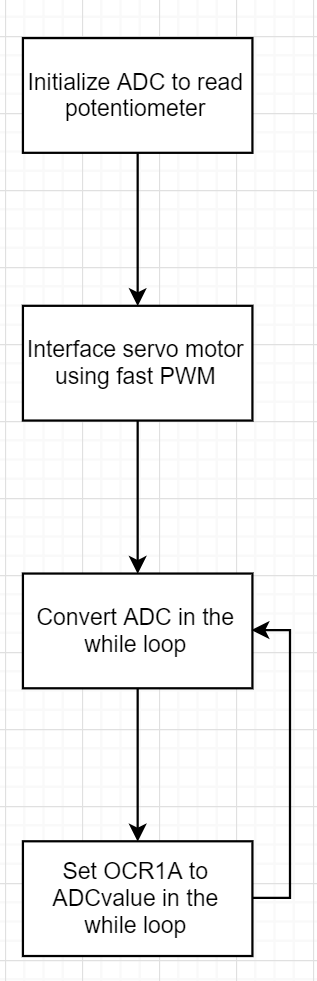 Initialize ADC to read
potentiometer
Interface servo motor
using fast PWM
Convert ADC in the
while loop
Set OCR1A to
ADCvalue in the
while loop